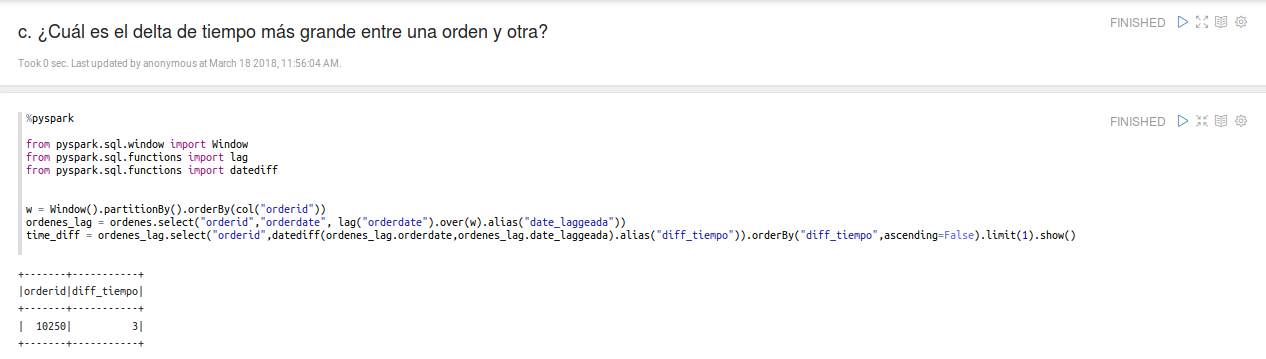 c. ¿Cuál es el delta de tiempo más grande entre una orden y otra?
FINISHED
Took 0 sec. Last updated by anonymous at March 18 2018, 11:56:04 AM.
%pyspark
FINISHED
from pyspark.sql.window import Window
from pyspark.sql.functions import lag
from pyspark.sql.functions import datediff
w = Window().partitionBy().orderBy(col("orderid"))
ordenes_lag = ordenes.select("orderid","orderdate", lag("orderdate").over(w).alias("date_laggeada"))
time_diff = ordenes_lag.select("orderid",datediff(ordenes_lag.orderdate,ordenes_lag.date_laggeada).alias("diff_tiempo")).orderBy("diff_tiempo",ascending=False).limit(1).show()
+-------+-----------+
|orderid|diff_tiempo|
+-------+-----------+
|  10250|          3|
+-------+-----------+